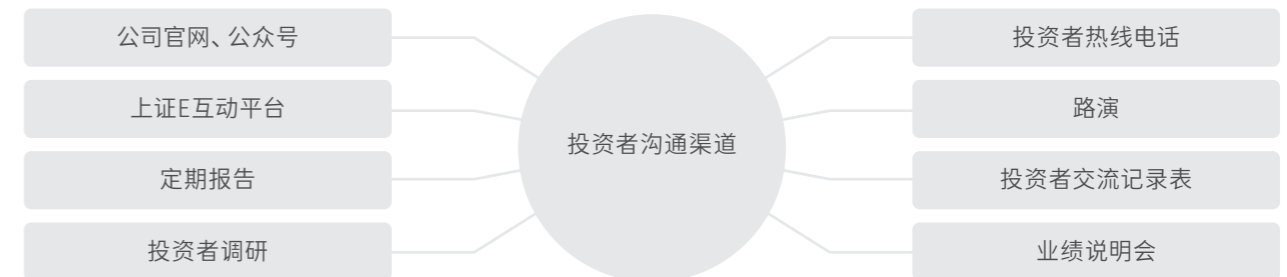 公司官网、公众号
上证E互动平台
定期报告
投资者调研
投资者沟通渠道
投资者热线电话
路演
投资者交流记录表
业绩说明会